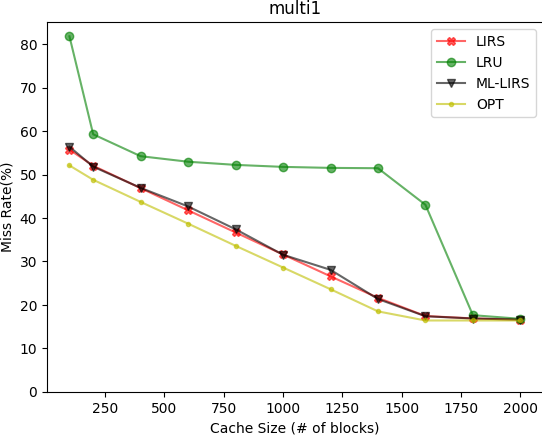 multi1
LIRS
LRU
ML-LIRS
OPT
Miss Rate(%)
80
70
60
50
40
30
20
10
0
250 500 750 1000 1250 1500 1750 2000
Cache Size (# of blocks)